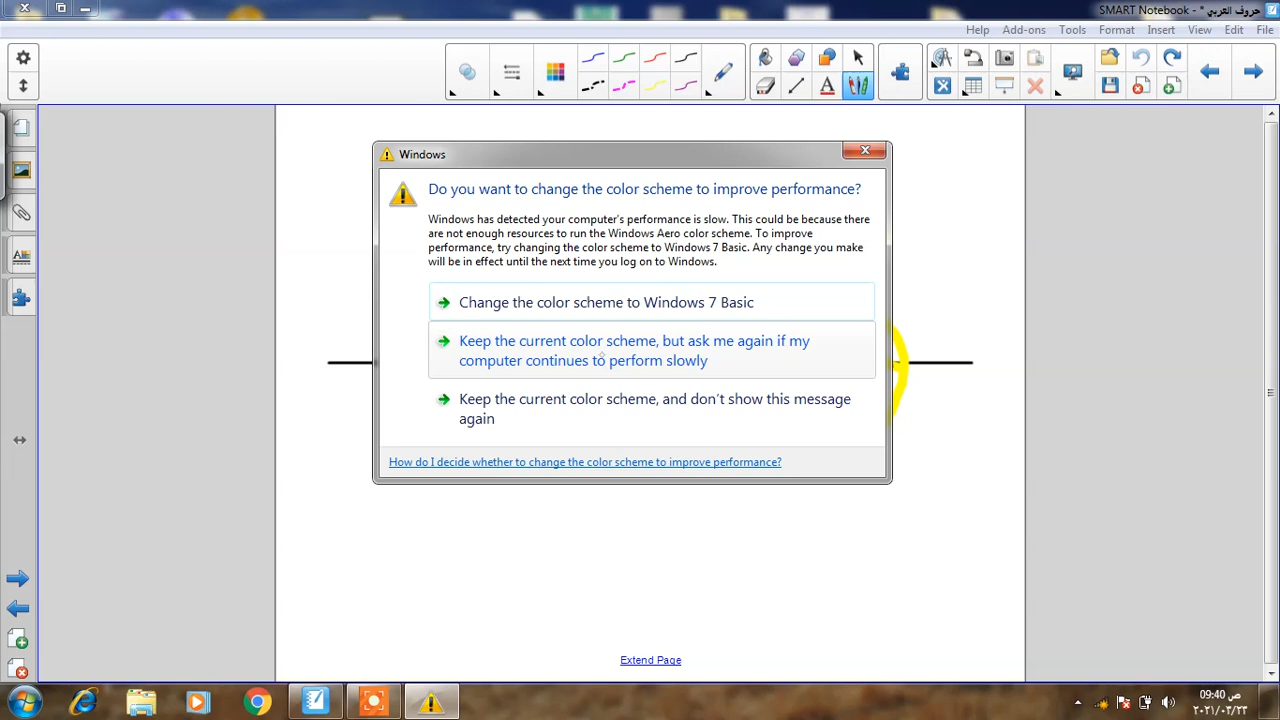 SMART Notebook - * حروف العربي
Help Add-ons Tools Format Insert View Edit File
Windows
Do you want to change the color scheme to improve performance?
Windows has detected your computer's performance is slow. This could be because there
are not enough resources to run the Windows Aero color scheme. To improve
performance, try changing the color scheme to Windows 7 Basic. Any change you make
will be in effect until the next time you log on to Windows.
Change the color scheme to Windows 7 Basic
Keep the current color scheme, but ask me again if my
computer continues to perform slowly
Keep the current color scheme, and don't show this message
again
How do I decide whether to change the color scheme to improve performance?
Extend Page
09:40 ص
٢٠٢١/٠٣/٢٣